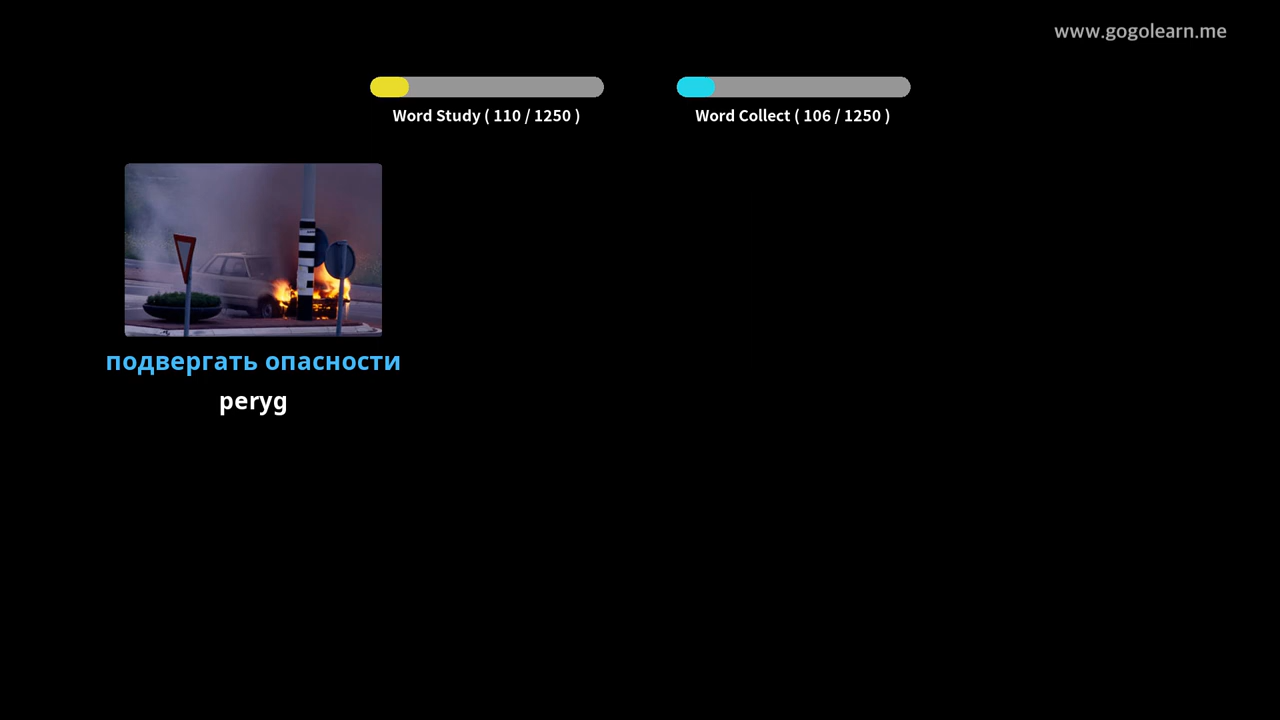 www.gogolearn.me
Word Study ( 110 / 1250 )
Word Collect ( 106 / 1250 )
подвергать опасности
peryg